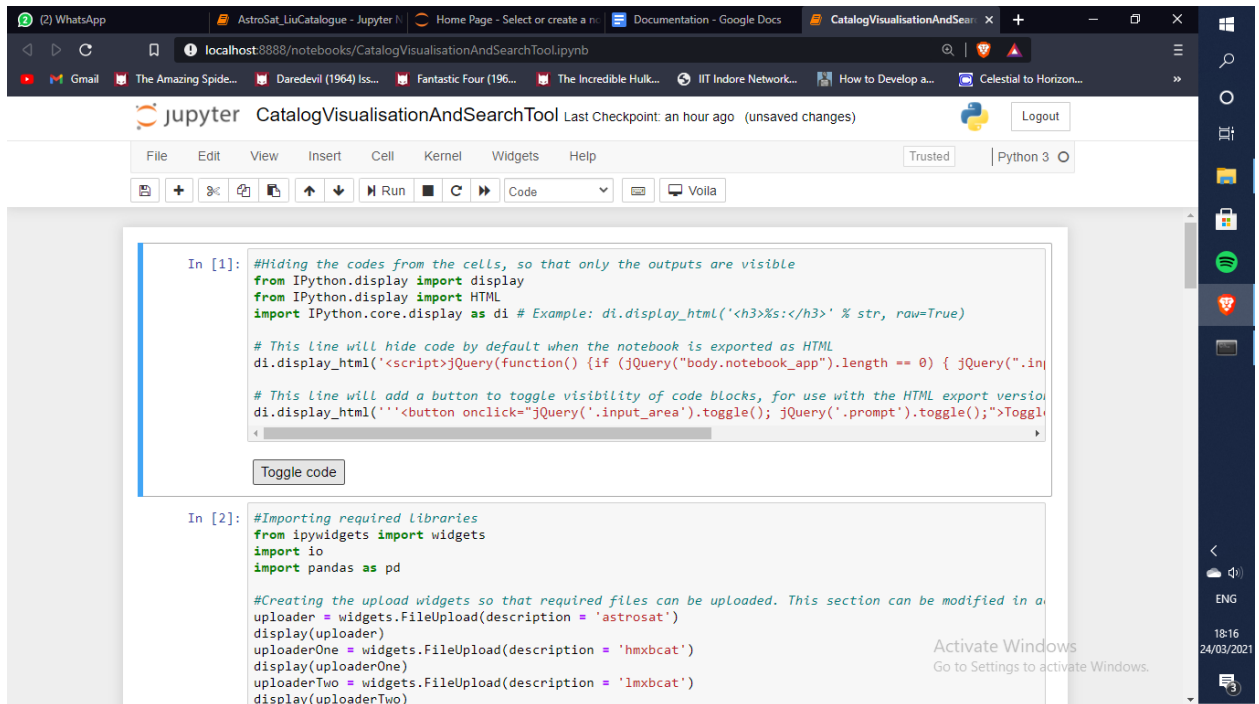 (2) WhatsApp
AstroSat_LiuCatalogue - Jupyter N
Home Page - Select or create a no
Documentation - Google Docs
CatalogVisualisationAndSear
localhost:8888/notebooks/CatalogVisualisationAndSearchTool.ipynb
Gmail
The Amazing Spide...
Daredevil (1964) Iss...
Fantastic Four (196...
The Incredible Hulk...
IIT Indore Network...
How to Develop a...
Celestial to Horizon...
»
jupyter CatalogVisualisationAndSearchTool Last Checkpoint: an hour ago (unsaved changes)
Logout
File Edit View Insert Cell Kernel Widgets Help
Trusted
Python 3
Run
Code
Voila
In [1]: #Hiding the codes from the cells, so that only the outputs are visible
from IPython.display import display
from IPython.display import HTML
import IPython.core.display as di # Example: di.display_html('<h3>%s:</h3>' % str, raw=True)
# This line will hide code by default when the notebook is exported as HTML
di.display_html('<script>jQuery(function() {if (jQuery("body.notebook_app").length == 0) { jQuery(".inp
# This line will add a button to toggle visibility of code blocks, for use with the HTML export version
di.display_html('''<button onclick="jQuery('.input_area').toggle(); jQuery('.prompt').toggle();">Toggle
Toggle code
In [2]: #Importing required libraries
from ipywidgets import widgets
import io
import pandas as pd
#Creating the upload widgets so that required files can be uploaded. This section can be modified in a
uploader = widgets.FileUpload(description = 'astrosat')
display(uploader)
uploaderOne = widgets.FileUpload(description = 'hmxbcat')
display(uploaderOne)
uploaderTwo = widgets.FileUpload(description = 'lmxbcat')
display(uploaderTwo)
Activate Windows
Go to Settings to activate Windows.
ENG
18:16
24/03/2021
3